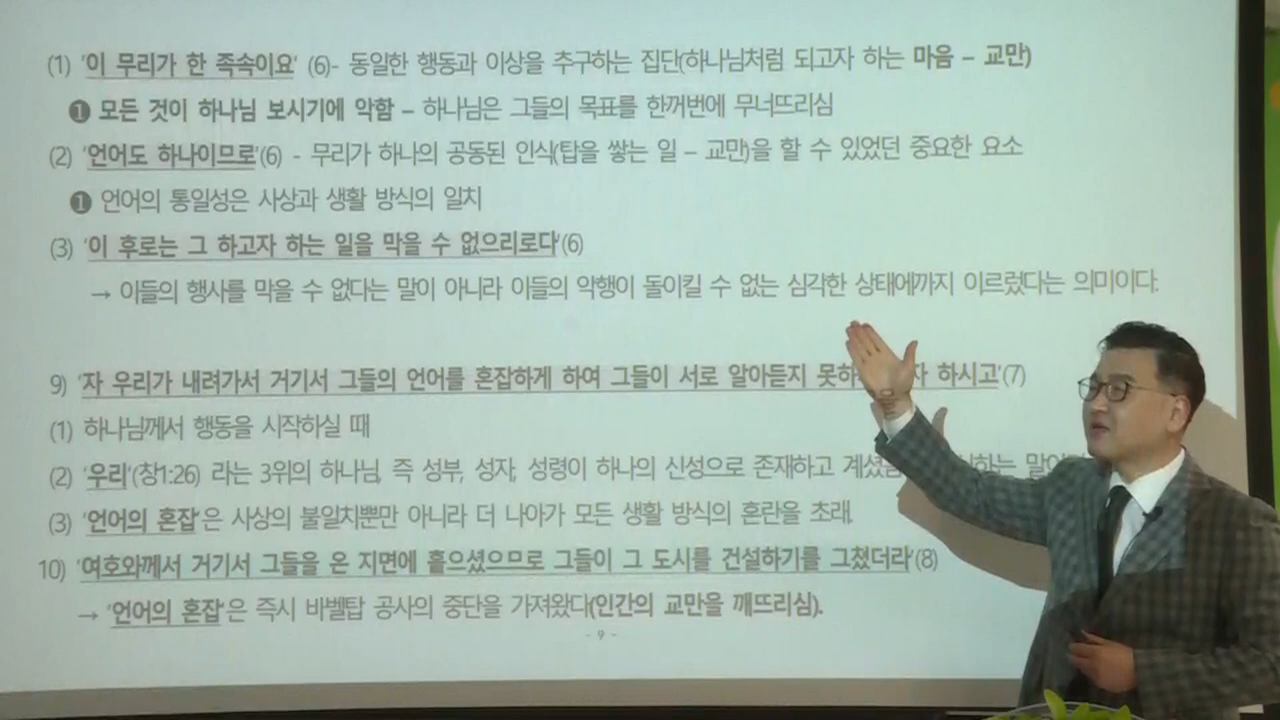 (1) '이 무리가 한 족속이요' (6)- 동일한 행동과 이상을 추구하는 집단(하나님처럼 되고자 하는 마음 – 교만)
❶ 모든 것이 하나님 보시기에 악함 – 하나님은 그들의 목표를 한꺼번에 무너뜨리심
(2) '언어도 하나이므로'(6) - 무리가 하나의 공동된 인식(탑을 쌓는 일 – 교만)을 할 수 있었던 중요한 요소
❶ 언어의 통일성은 사상과 생활 방식의 일치
(3) '이 후로는 그 하고자 하는 일을 막을 수 없으리로다'(6)
→ 이들의 행사를 막을 수 없다는 말이 아니라 이들의 악행이 돌이킬 수 없는 심각한 상태에까지 이르렀다는 의미이다.
9) '자 우리가 내려가서 거기서 그들의 언어를 혼잡하게 하여 그들이 서로 알아듣지 못하 자 하시고'(7)
(1) 하나님께서 행동을 시작하실 때
(2) '우리'(창1:26) 라는 3위의 하나님, 즉 성부, 성자, 성령이 하나의 신성으로 존재하고 하는
(3) '언어의 혼잡'은 사상의 불일치뿐만 아니라 더 나아가 모든 생활 방식의 혼란을 초래.
10) '여호와께서 거기서 그들을 온 지면에 흩으셨으므로 그들이 그 도시를 건설하기를 그쳤더라'(8)
→ '언어의 혼잡'은 즉시 바벨탑 공사의 중단을 가져왔다(인간의 교만을 깨뜨리심).
- 9 -